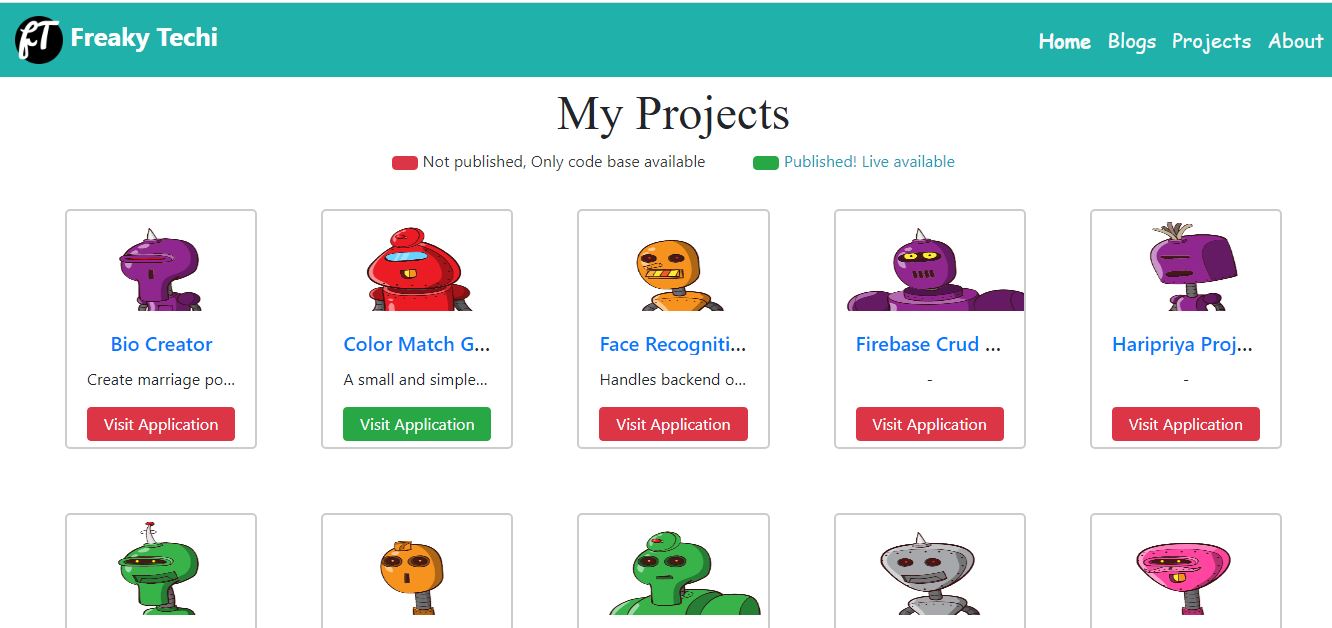 fT Freaky Techi Home Blogs Projects About
My Projects
Not published, Only code base available Published! Live available
Bio Creator Color Match G... Face Recogniti... Firebase Crud ... Haripriya Proj...
Create marriage po... A small and simple... Handles backend o... - -
Visit Application Visit Application Visit Application Visit Application Visit Application